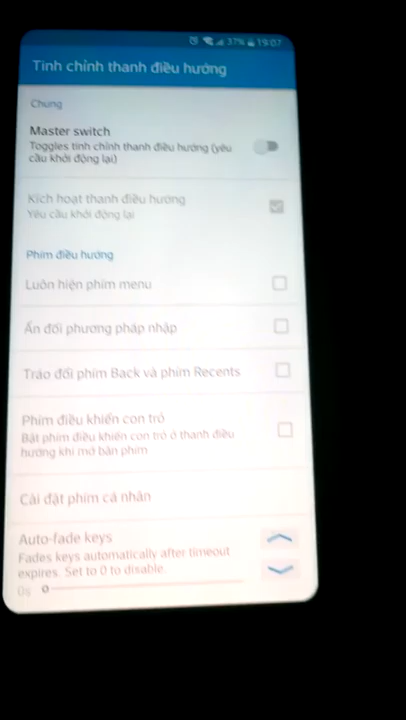 37% 19:07
Tinh chỉnh thanh điều hướng
Chung
Master switch
Toggles tinh chỉnh thanh điều hướng (yêu
cầu khởi động lại)
Kích hoạt thanh điều hướng
Yêu cầu khởi động lại
Phím điều hướng
Luôn hiện phím menu
Ẩn đổi phương pháp nhập
Tráo đổi phím Back và phím Recents
Phím điều khiển con trỏ
Bật phím điều khiển con trỏ ở thanh điều
hướng khi mở bàn phím
Cài đặt phím cá nhân
Auto-fade keys
Fades keys automatically after timeout
expires. Set to 0 to disable.
0s